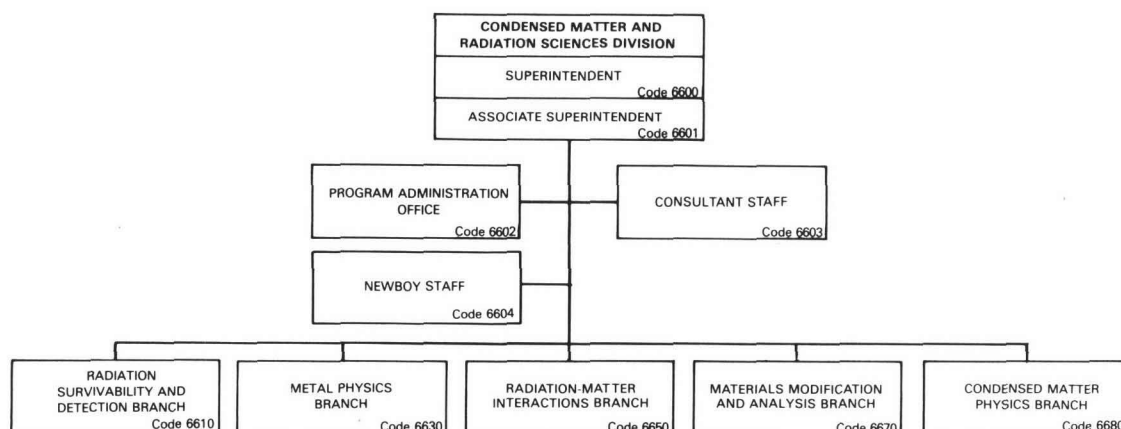 CONDENSED MATTER AND
RADIATION SCIENCES DIVISION
SUPERINTENDENT
Code 6600
ASSOCIATE SUPERINTENDENT
Code 6601
PROGRAM ADMINISTRATION
OFFICE
Code 6602
CONSULTANT STAFF
Code 6603
NEWBOY STAFF
Code 6604
RADIATION
SURVIVABILITY AND
DETECTION BRANCH
Code 6610
METAL PHYSICS
BRANCH
Code 6630
RADIATION-MATTER
INTERACTIONS BRANCH
Code 6650
MATERIALS MODIFICATION
AND ANALYSIS BRANCH
Code 6670
CONDENSED MATTER
PHYSICS BRANCH
Code 6680